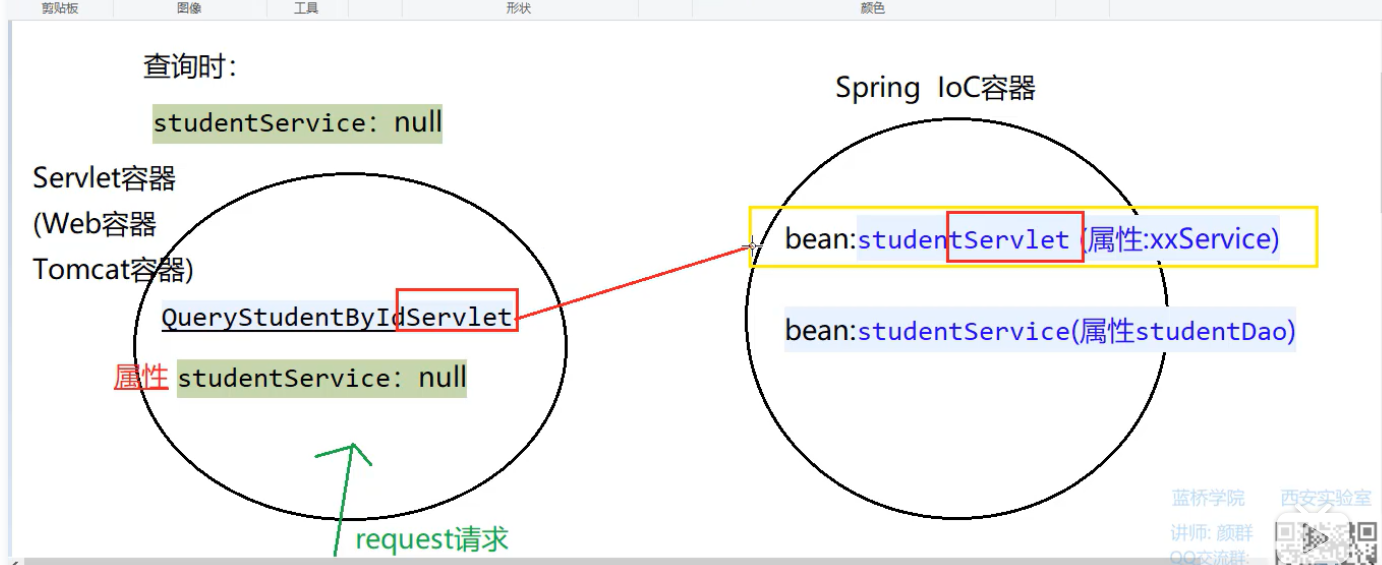 剪贴板 图像 工具 形状 颜色
查询时：
studentService：null
Servlet容器
(Web容器
Tomcat容器)
QueryStudentByIdServlet
属性 studentService：null
request请求
Spring IoC容器
bean:studentServlet (属性:xxService)
bean:studentService(属性studentDao)
蓝桥学院 西安实验室
讲师: 颜群
QQ交流群: